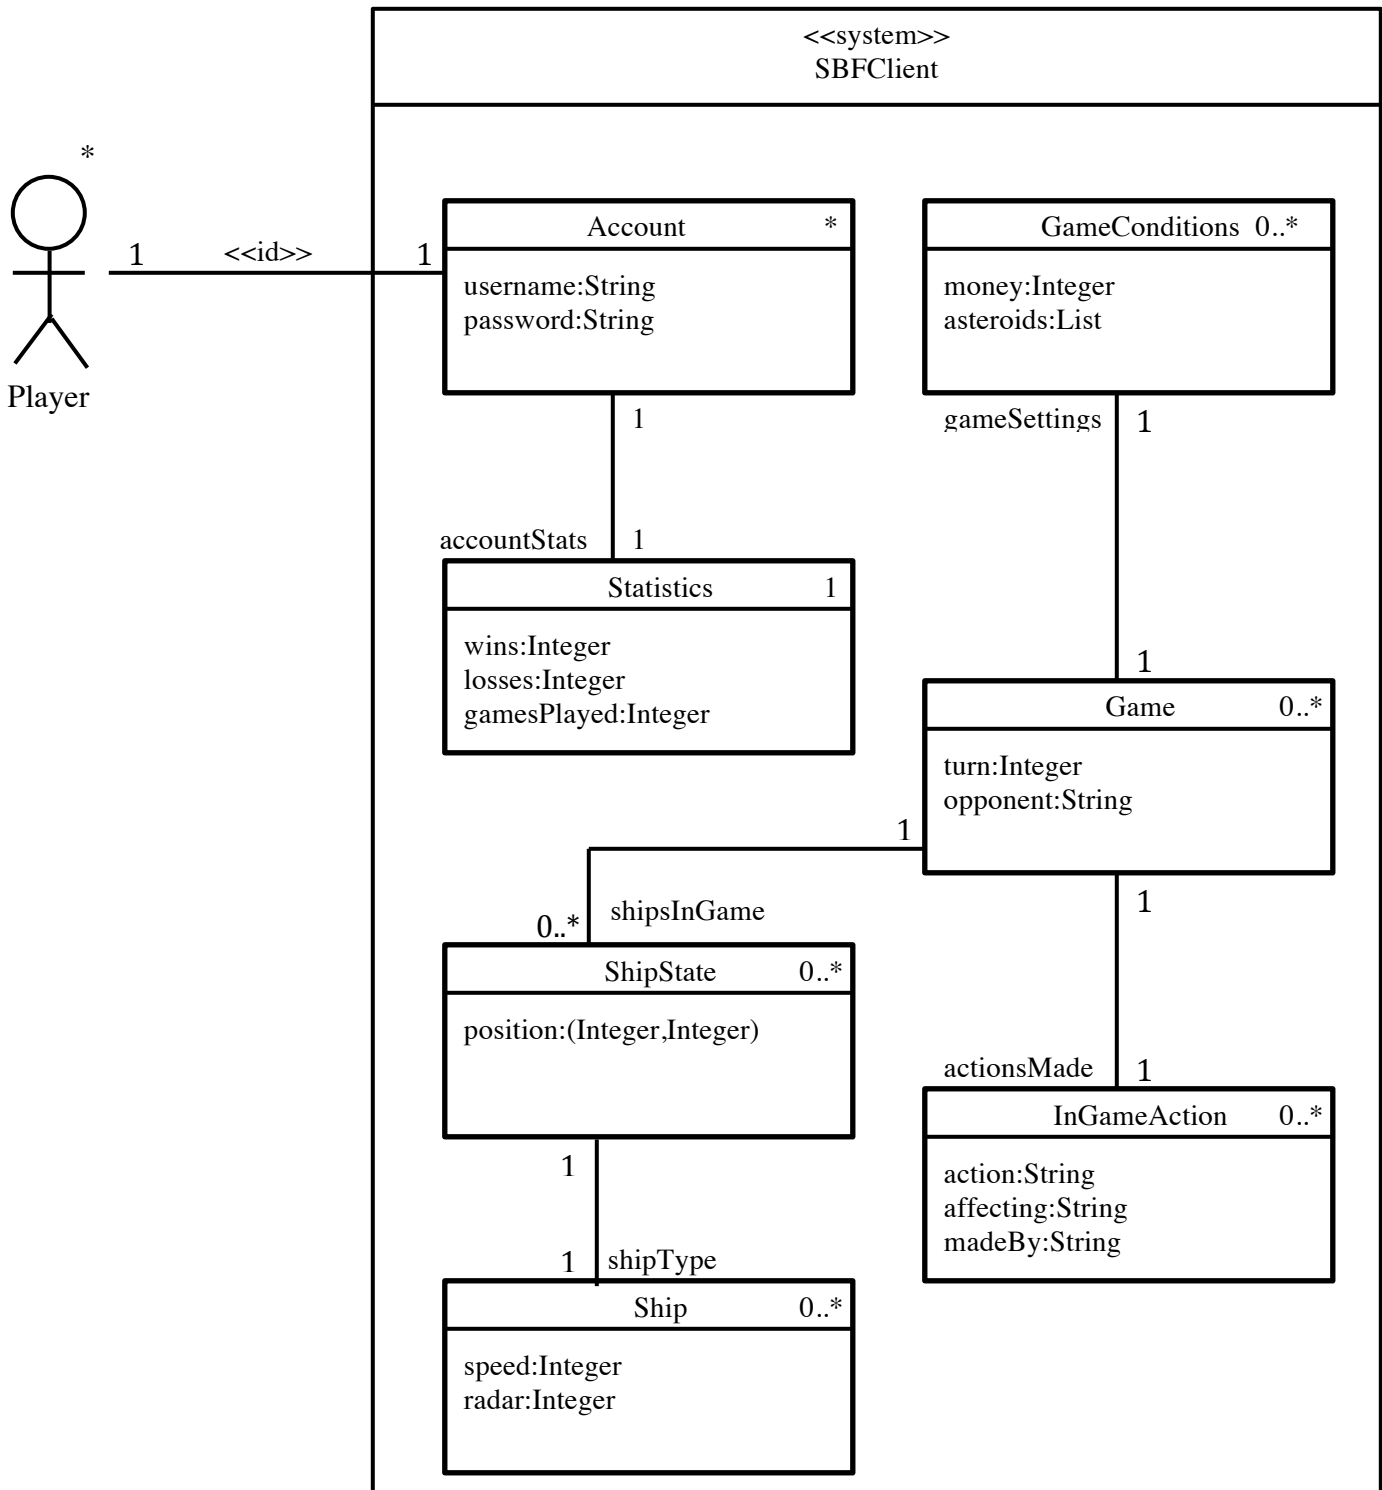 <<system>>
SBFClient
*
1 <<id>> 1
Player
Account *
username:String
password:String
GameConditions 0..*
money:Integer
asteroids:List
1
gameSettings 1
accountStats 1
Statistics 1
wins:Integer
losses:Integer
gamesPlayed:Integer
1
Game 0..*
turn:Integer
opponent:String
1
0..* shipsInGame
1
ShipState 0..*
position:(Integer,Integer)
actionsMade 1
InGameAction 0..*
action:String
affecting:String
madeBy:String
1
1 shipType
Ship 0..*
speed:Integer
radar:Integer